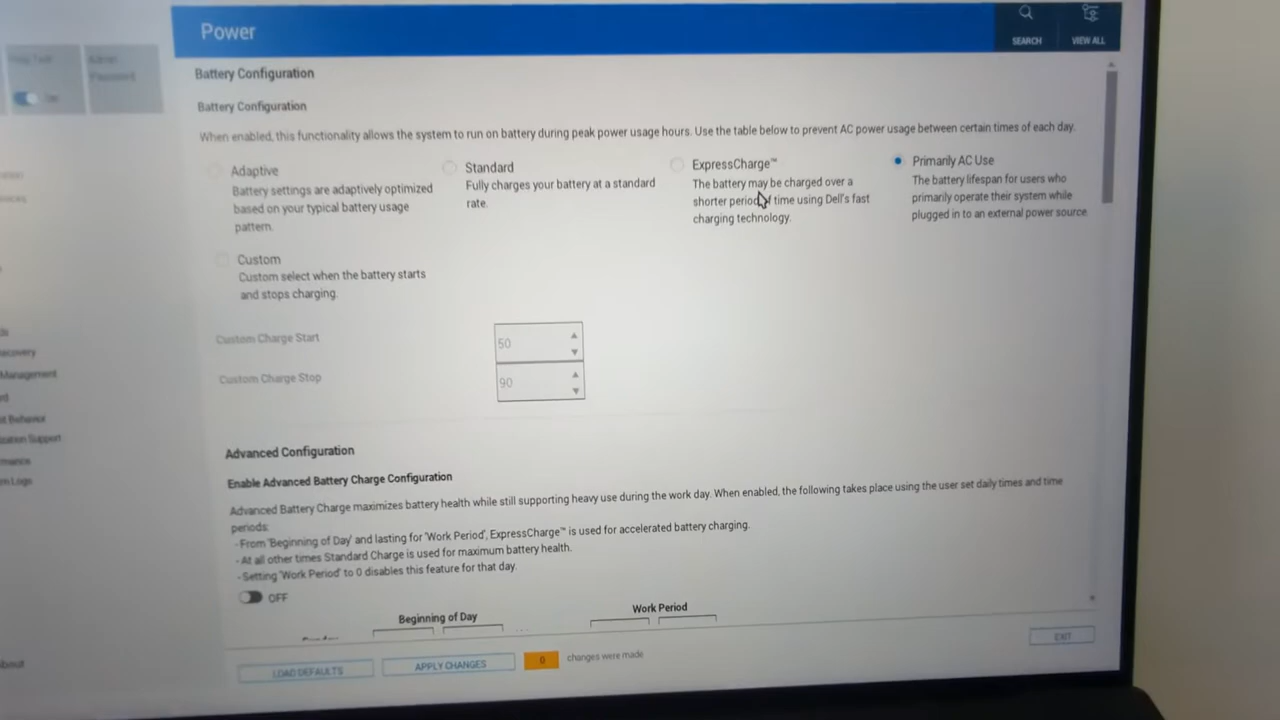 Power
SEARCH
VIEW ALL
Battery Configuration
Battery Configuration
When enabled, this functionality allows the system to run on battery during peak power usage hours. Use the table below to prevent AC power usage between certain times of each day.
Adaptive
Battery settings are adaptively optimized
based on your typical battery usage
pattern.
Standard
Fully charges your battery at a standard
rate.
ExpressCharge™
The battery may be charged over a
shorter period of time using Dell's fast
charging technology.
Primarily AC Use
The battery lifespan for users who
primarily operate their system while
plugged in to an external power source.
Custom
Custom select when the battery starts
and stops charging.
Custom Charge Start
50
Custom Charge Stop
90
Advanced Configuration
Enable Advanced Battery Charge Configuration
Advanced Battery Charge maximizes battery health while still supporting heavy use during the work day. When enabled, the following takes place using the user set daily times and time
periods:
- From 'Beginning of Day' and lasting for 'Work Period', ExpressCharge™ is used for accelerated battery charging.
- At all other times Standard Charge is used for maximum battery health.
- Setting 'Work Period' to 0 disables this feature for that day.
OFF
Beginning of Day
Work Period
LOAD DEFAULTS
APPLY CHANGES
0
changes were made
EXIT
Password
Management
Behavior
Support